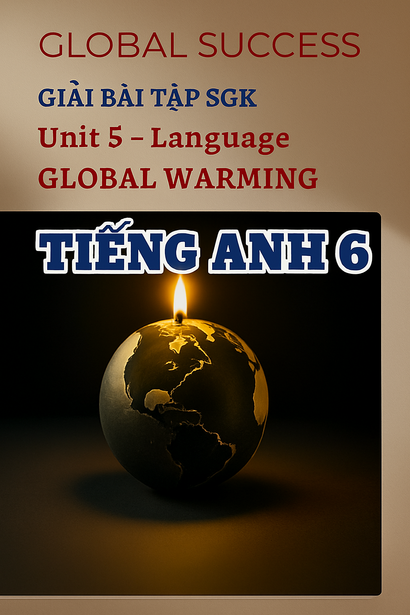 GLOBAL SUCCESS
GIẢI BÀI TẬP SGK
Unit 5 – Language
GLOBAL WARMING
TIẾNG ANH 6